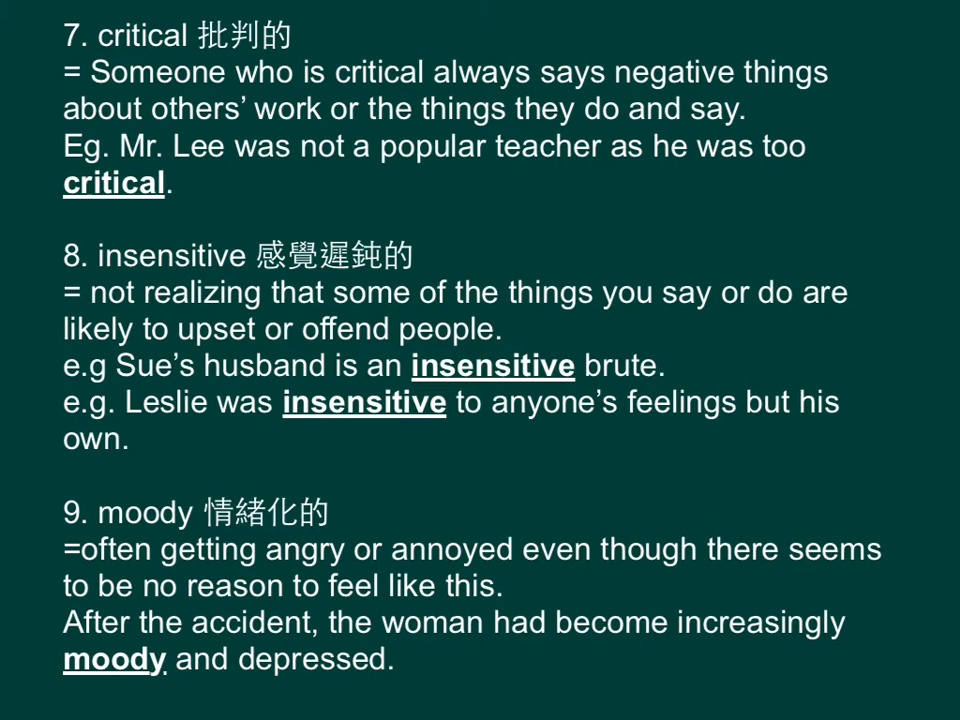 7. critical 批判的
= Someone who is critical always says negative things
about others’ work or the things they do and say.
Eg. Mr. Lee was not a popular teacher as he was too
critical.
8. insensitive 感覺遲鈍的
= not realizing that some of the things you say or do are
likely to upset or offend people.
e.g Sue’s husband is an insensitive brute.
e.g. Leslie was insensitive to anyone’s feelings but his
own.
9. moody 情緒化的
=often getting angry or annoyed even though there seems
to be no reason to feel like this.
After the accident, the woman had become increasingly
moody and depressed.